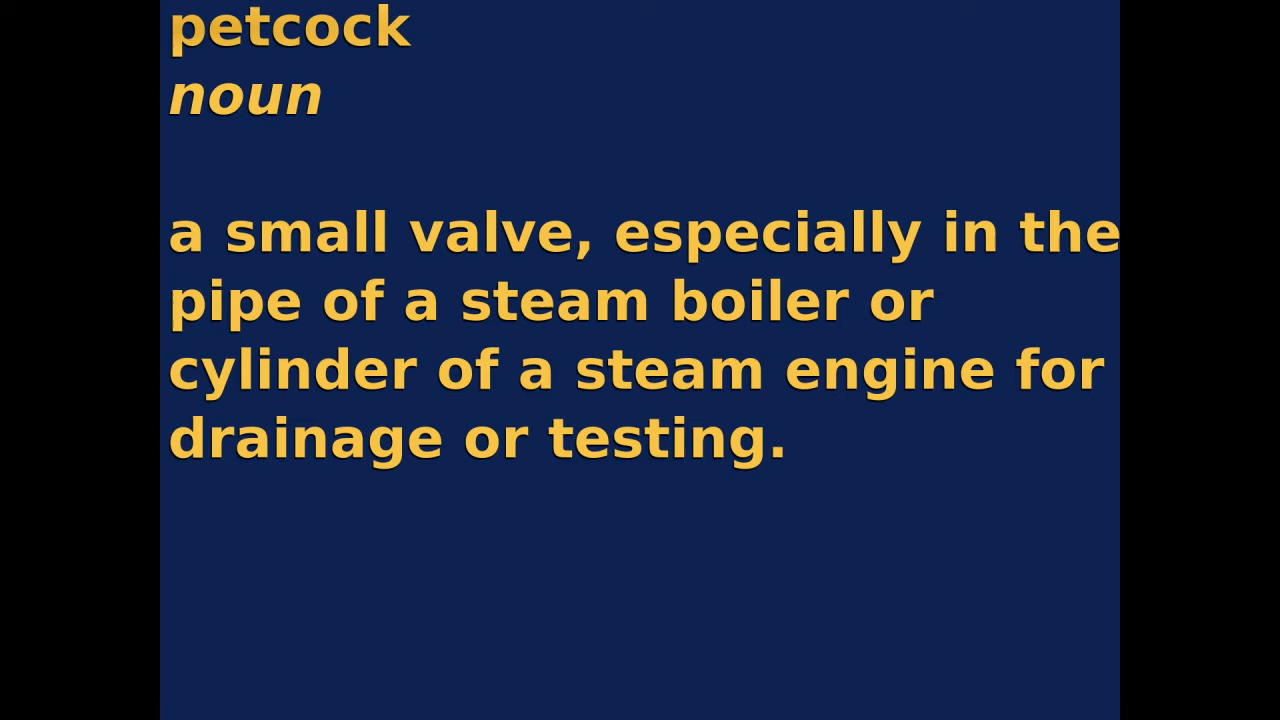 petcock
noun
a small valve, especially in the
pipe of a steam boiler or
cylinder of a steam engine for
drainage or testing.